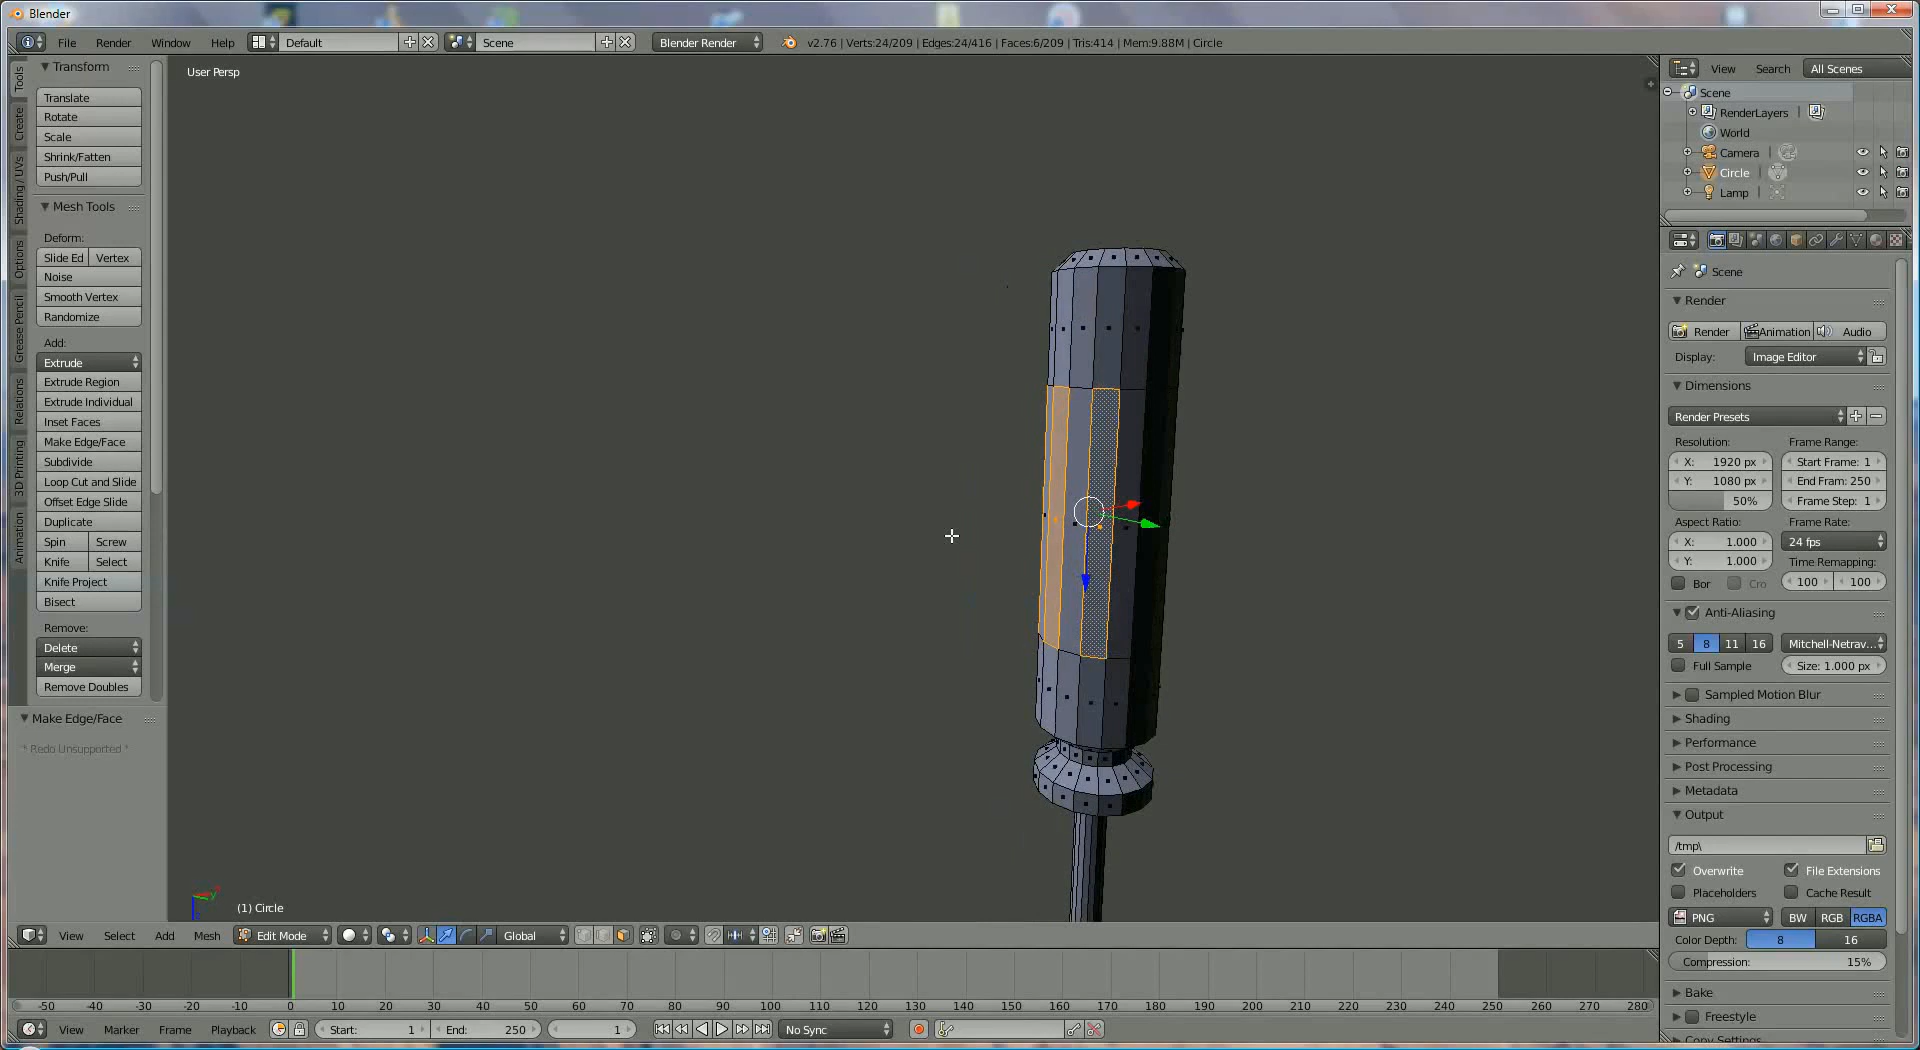 Blender
File Render Window Help Default Scene Blender Render v2.76 | Verts:24/209 | Edges:24/416 | Faces:6/209 | Tris:414 | Mem:9.88M | Circle
User Persp
Tools
Create
Shading / UVs
Options
Grease Pencil
Relations
3D Printing
Animation
Transform
Translate
Rotate
Scale
Shrink/Fatten
Push/Pull
Mesh Tools
Deform:
Slide Ed Vertex
Noise
Smooth Vertex
Randomize
Add:
Extrude
Extrude Region
Extrude Individual
Inset Faces
Make Edge/Face
Subdivide
Loop Cut and Slide
Offset Edge Slide
Duplicate
Spin Screw
Knife Select
Knife Project
Bisect
Remove:
Delete
Merge
Remove Doubles
Make Edge/Face
* Redo Unsupported *
(1) Circle
View Select Add Mesh Edit Mode Global
-50 -40 -30 -20 -10 0 10 20 30 40 50 60 70 80 90 100 110 120 130 140 150 160 170 180 190 200 210 220 230 240 250 260 270 280
View Marker Frame Playback Start: 1 End: 250 1 No Sync
View Search All Scenes
Scene
RenderLayers
World
Camera
Circle
Lamp
Scene
Render
Render Animation Audio
Display: Image Editor
Dimensions
Render Presets
Resolution: Frame Range:
X: 1920 px Start Frame: 1
Y: 1080 px End Fram: 250
50% Frame Step: 1
Aspect Ratio: Frame Rate:
X: 1.000 24 fps
Y: 1.000 Time Remapping:
Bor Cro 100 100
Anti-Aliasing
5 8 11 16 Mitchell-Netrav...
Full Sample Size: 1.000 px
Sampled Motion Blur
Shading
Performance
Post Processing
Metadata
Output
/tmp\
Overwrite File Extensions
Placeholders Cache Result
PNG BW RGB RGBA
Color Depth: 8 16
Compression: 15%
Bake
Freestyle